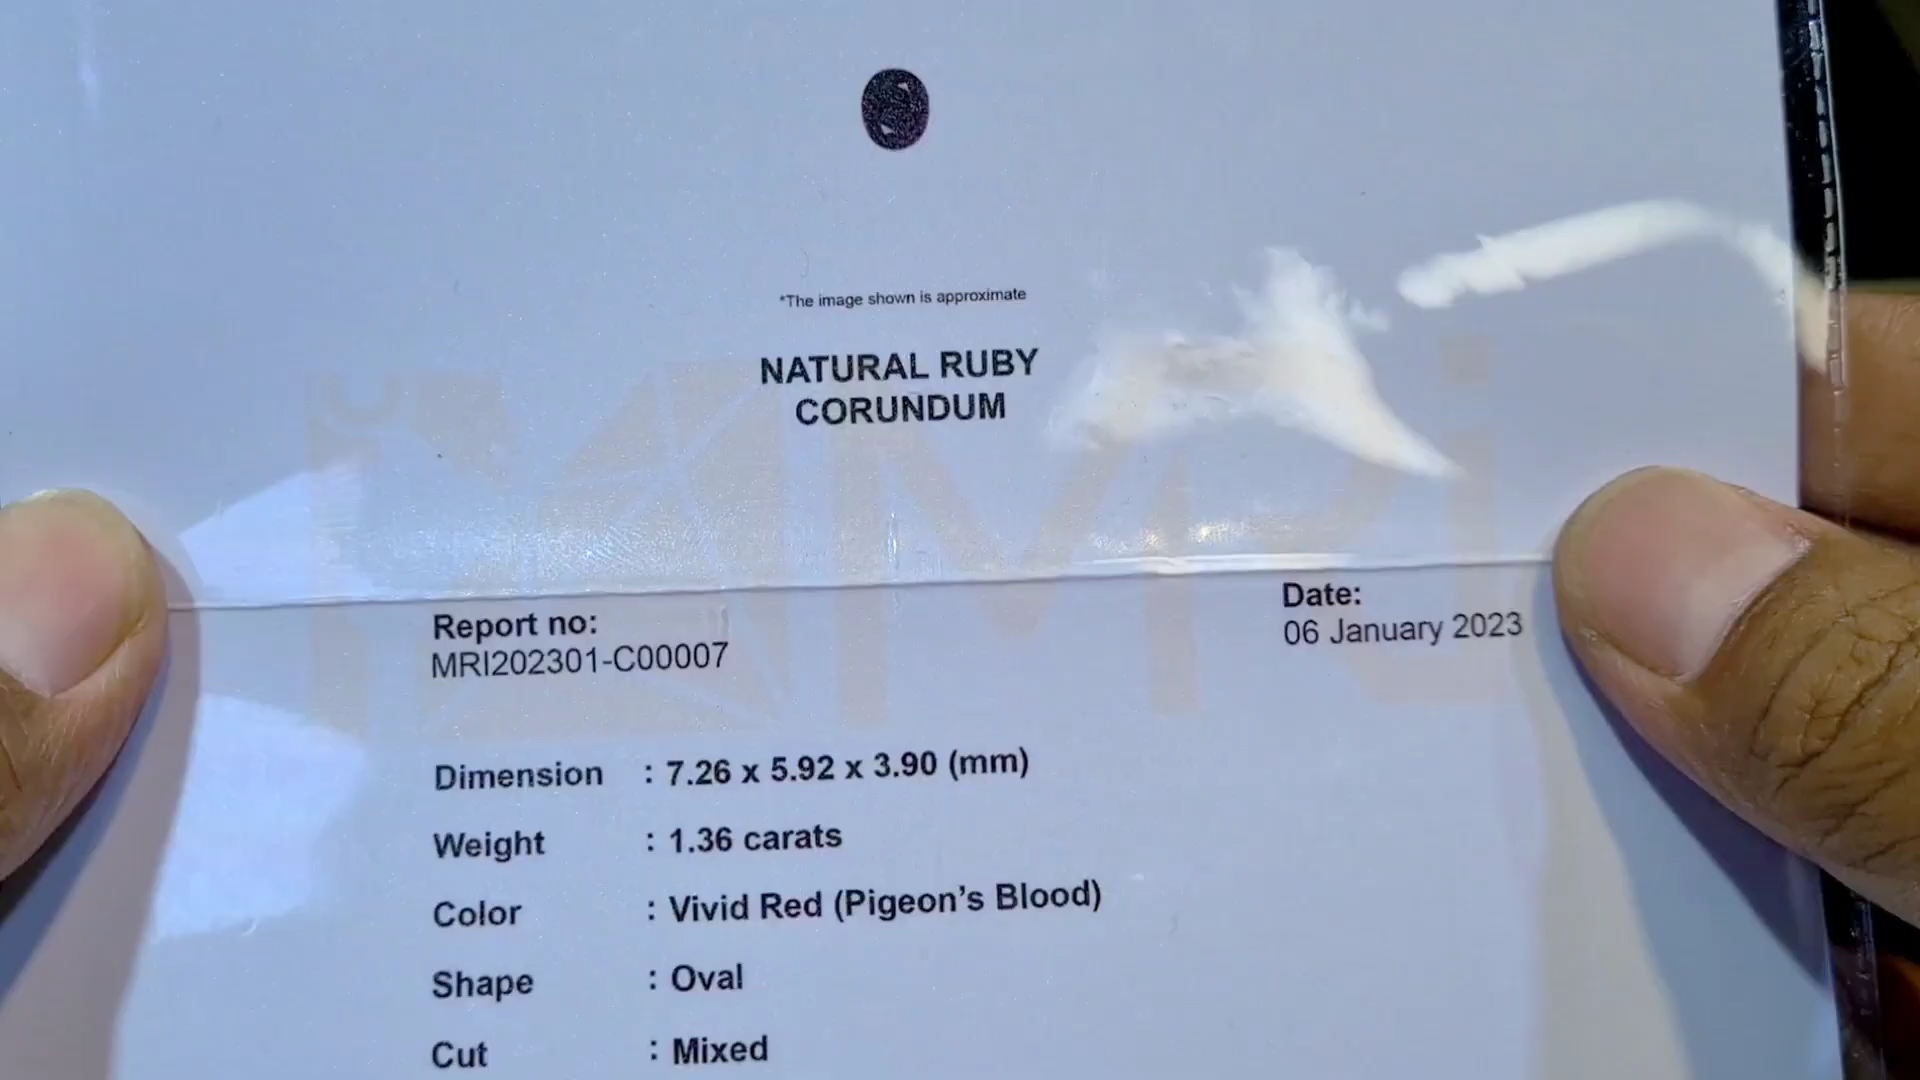 *The image shown is approximate
NATURAL RUBY
CORUNDUM
Report no:
MRI202301-C00007
Date:
06 January 2023
Dimension : 7.26 x 5.92 x 3.90 (mm)
Weight : 1.36 carats
Color : Vivid Red (Pigeon’s Blood)
Shape : Oval
Cut : Mixed